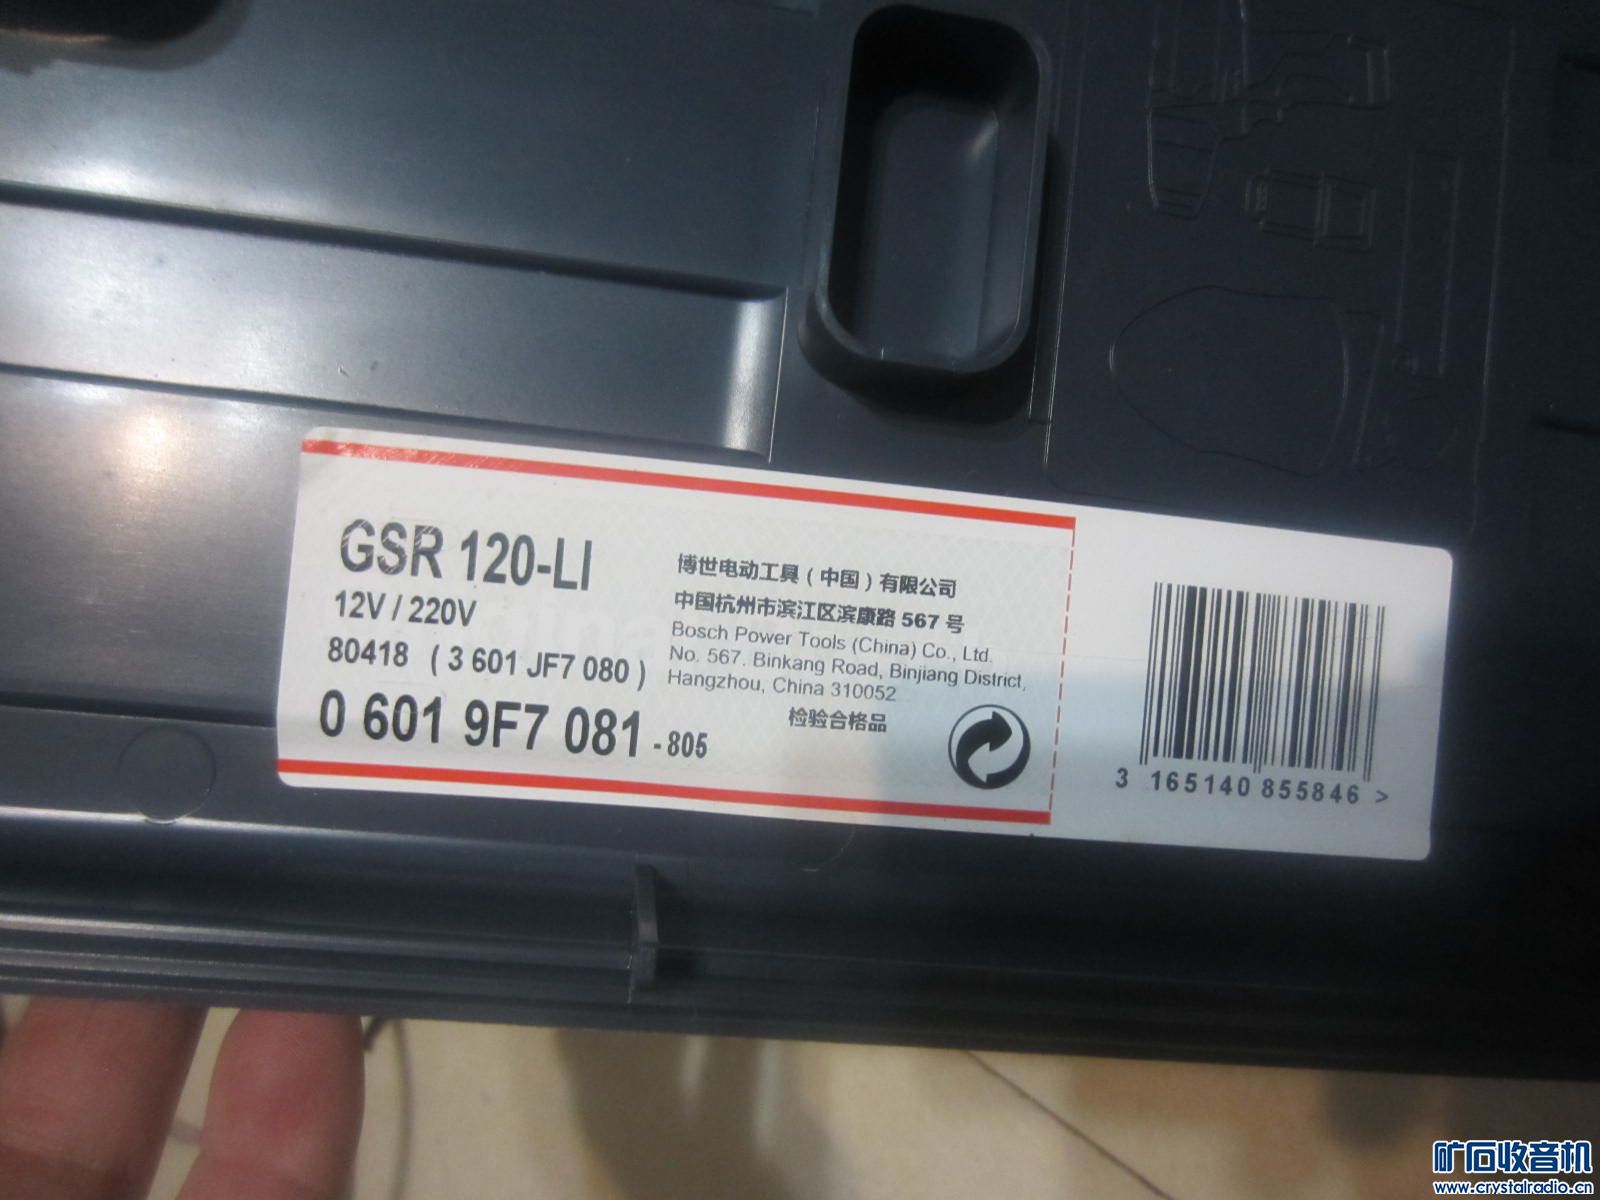 GSR 120-LI
12V / 220V
80418 ( 3 601 JF7 080 )
0 601 9F7 081 - 805
博世电动工具（中国）有限公司
中国杭州市滨江区滨康路 567 号
Bosch Power Tools (China) Co., Ltd.
No. 567. Binkang Road, Binjiang District,
Hangzhou, China 310052
检验合格品
3 165140 855846 >
矿石收音机
www.crystalradio.cn